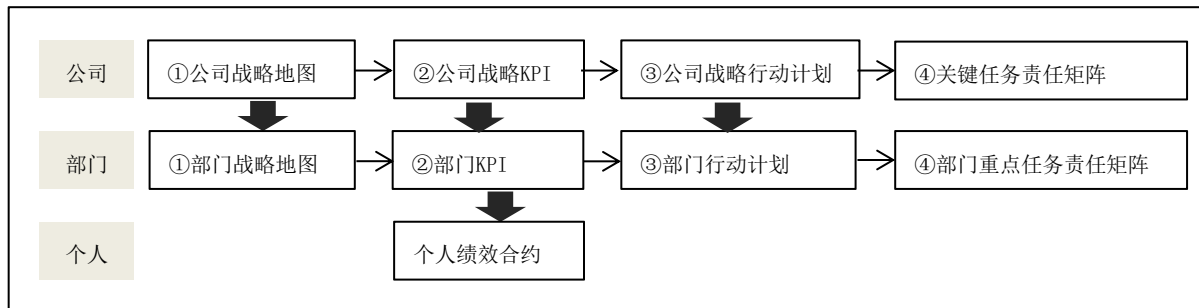 公司
①公司战略地图
②公司战略KPI
③公司战略行动计划
④关键任务责任矩阵
部门
①部门战略地图
②部门KPI
③部门行动计划
④部门重点任务责任矩阵
个人
个人绩效合约